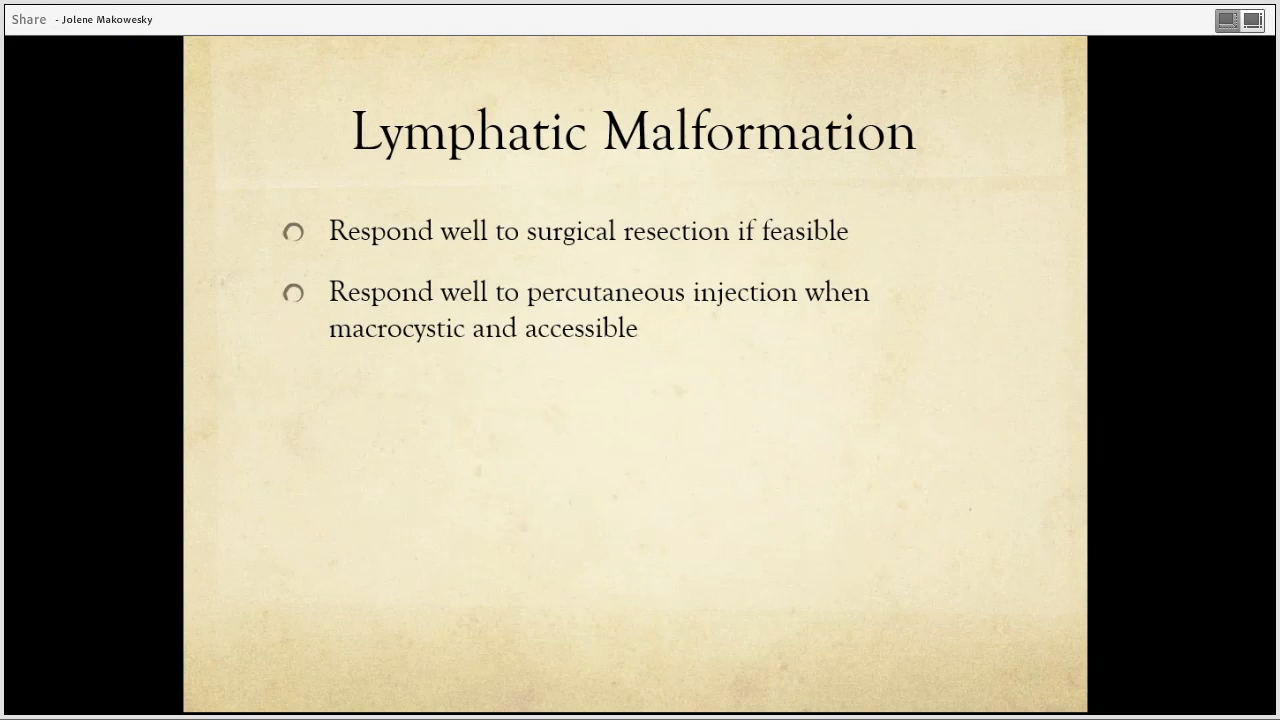 Share - Jolene Makowesky
Lymphatic Malformation
Respond well to surgical resection if feasible
Respond well to percutaneous injection when
macrocystic and accessible